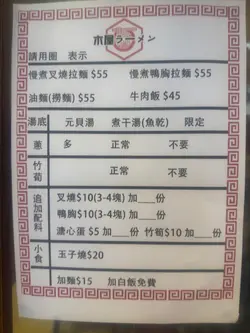 木屋ラーメン
請用圈 表示
慢煮叉燒拉麵 $55 慢煮鴨胸拉麵 $55
油麵(撈麵) $55 牛肉飯 $45
湯底 元貝湯 煮干湯(魚乾) 限定
蔥 多 正常 不要
竹筍 正常 不要
追加配料 叉燒$10(3-4塊) 加___份
鴨胸$10(3-4塊) 加___份
溏心蛋 $5 加___份 竹筍$10 加___份
小食 玉子燒$20
加麵$15 加白飯免費